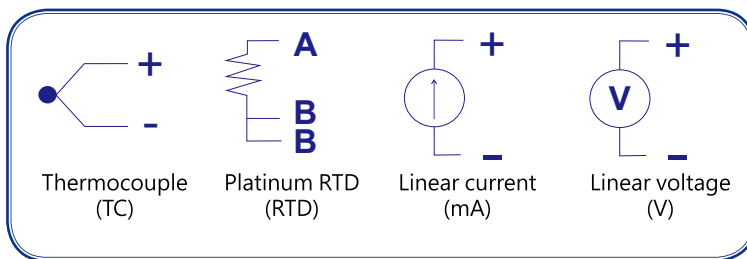 +
-
Thermocouple
(TC)
A
B
B
Platinum RTD
(RTD)
+
-
Linear current
(mA)
+
V
-
Linear voltage
(V)